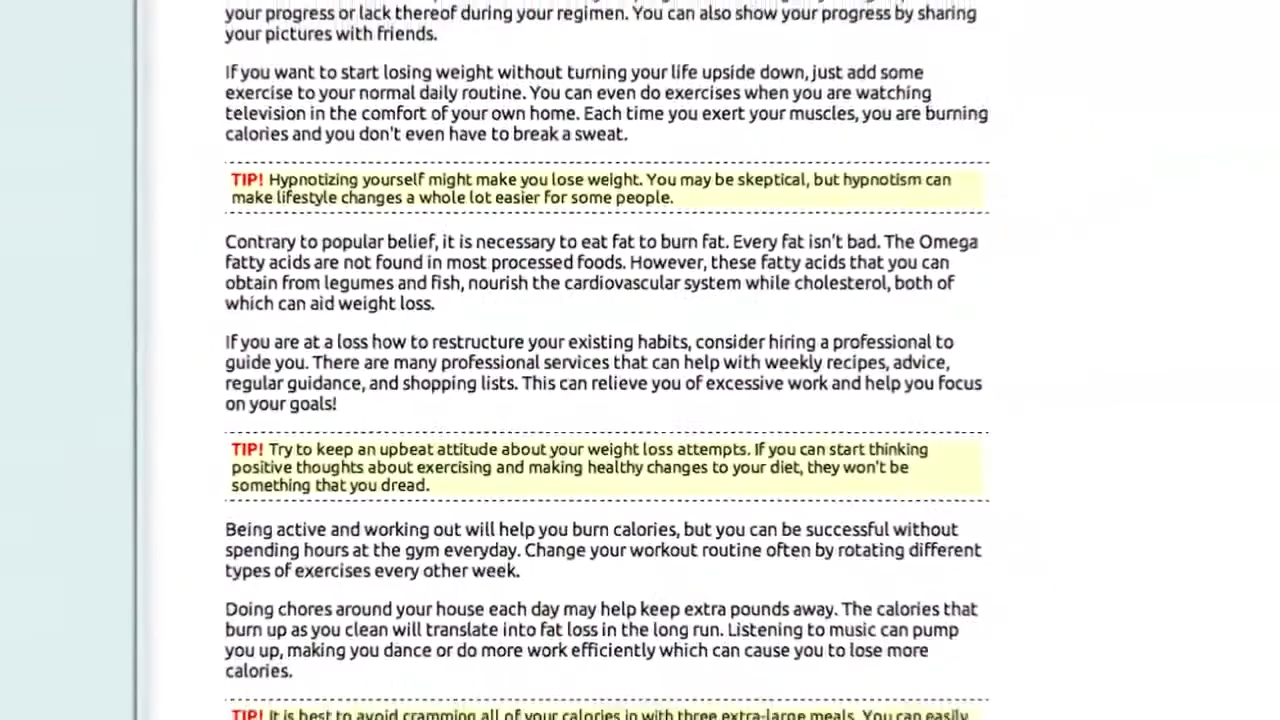 your progress or lack thereof during your regimen. You can also show your progress by sharing
your pictures with friends.
If you want to start losing weight without turning your life upside down, just add some
exercise to your normal daily routine. You can even do exercises when you are watching
television in the comfort of your own home. Each time you exert your muscles, you are burning
calories and you don't even have to break a sweat.
TIP! Hypnotizing yourself might make you lose weight. You may be skeptical, but hypnotism can
make lifestyle changes a whole lot easier for some people.
Contrary to popular belief, it is necessary to eat fat to burn fat. Every fat isn't bad. The Omega
fatty acids are not found in most processed foods. However, these fatty acids that you can
obtain from legumes and fish, nourish the cardiovascular system while cholesterol, both of
which can aid weight loss.
If you are at a loss how to restructure your existing habits, consider hiring a professional to
guide you. There are many professional services that can help with weekly recipes, advice,
regular guidance, and shopping lists. This can relieve you of excessive work and help you focus
on your goals!
TIP! Try to keep an upbeat attitude about your weight loss attempts. If you can start thinking
positive thoughts about exercising and making healthy changes to your diet, they won't be
something that you dread.
Being active and working out will help you burn calories, but you can be successful without
spending hours at the gym everyday. Change your workout routine often by rotating different
types of exercises every other week.
Doing chores around your house each day may help keep extra pounds away. The calories that
burn up as you clean will translate into fat loss in the long run. Listening to music can pump
you up, making you dance or do more work efficiently which can cause you to lose more
calories.
TIP! It is best to avoid cramming all of your calories in with three extra-large meals. You can easily